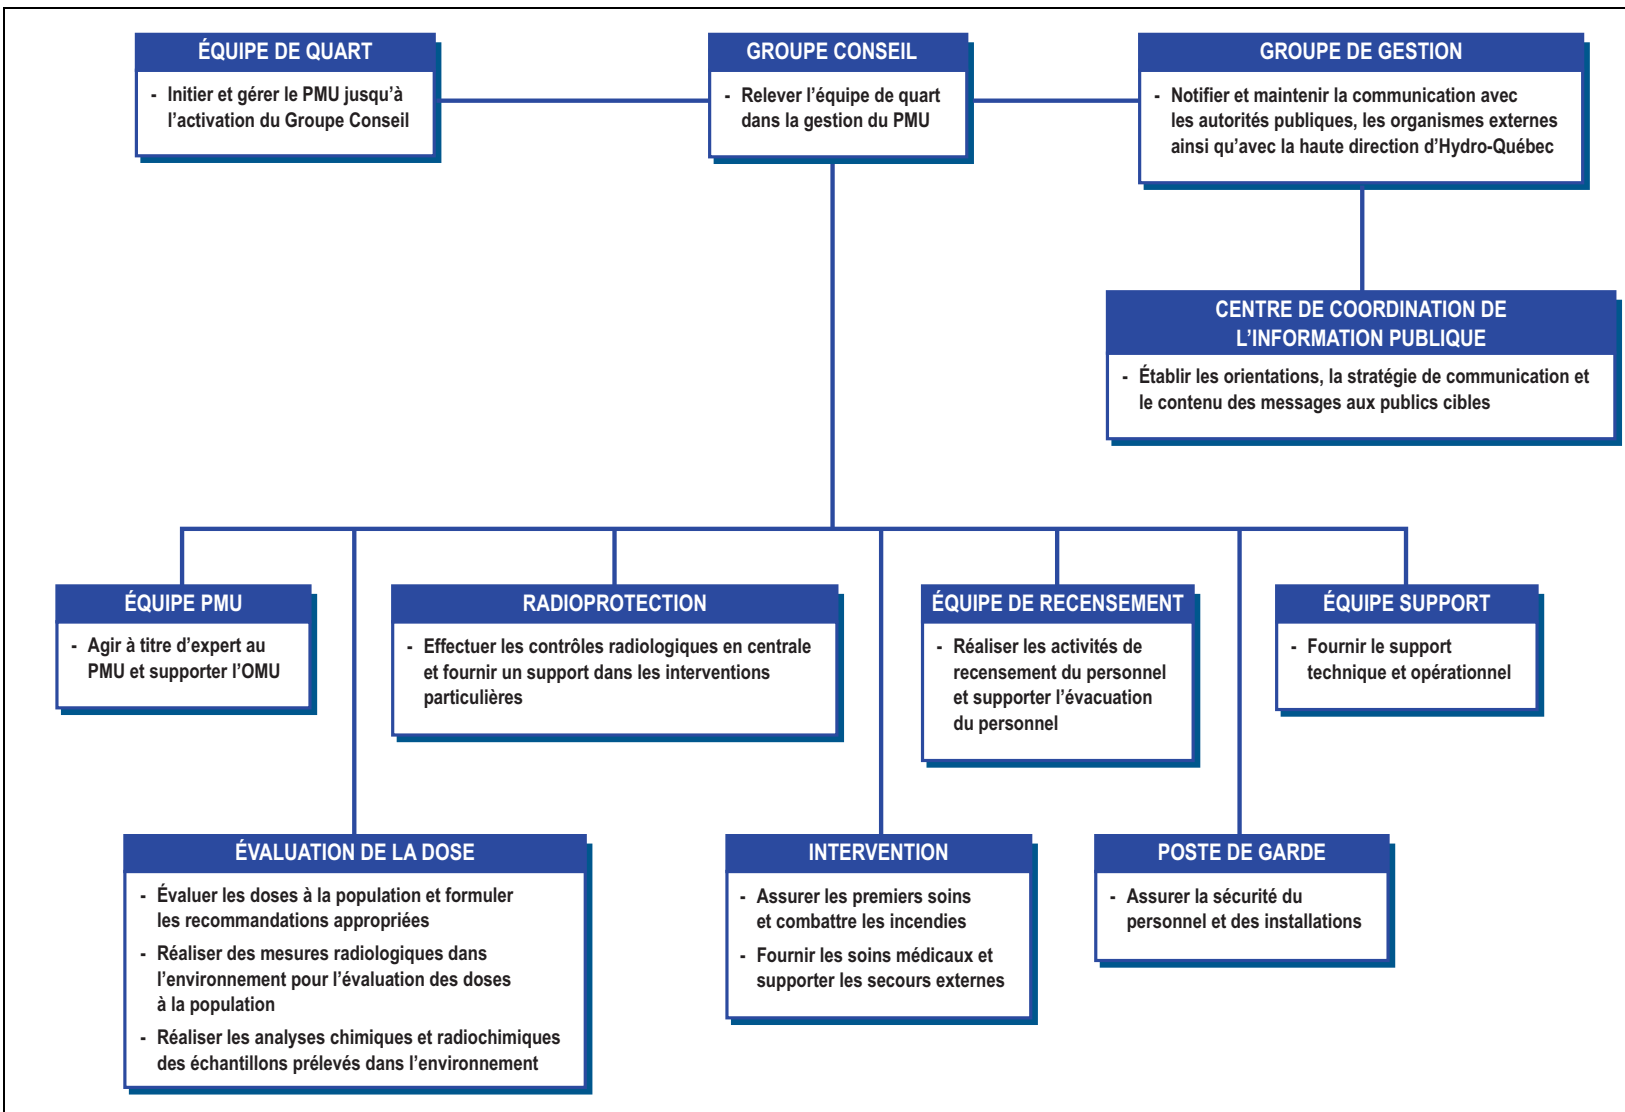 ÉQUIPE DE QUART
- Initier et gérer le PMU jusqu’à
l’activation du Groupe Conseil
GROUPE CONSEIL
- Relever l’équipe de quart
dans la gestion du PMU
GROUPE DE GESTION
- Notifier et maintenir la communication avec
les autorités publiques, les organismes externes
ainsi qu’avec la haute direction d’Hydro-Québec
CENTRE DE COORDINATION DE
L’INFORMATION PUBLIQUE
- Établir les orientations, la stratégie de communication et
le contenu des messages aux publics cibles
ÉQUIPE PMU
- Agir à titre d’expert au
PMU et supporter l’OMU
RADIOPROTECTION
- Effectuer les contrôles radiologiques en centrale
et fournir un support dans les interventions
particulières
ÉQUIPE DE RECENSEMENT
- Réaliser les activités de
recensement du personnel
et supporter l’évacuation
du personnel
ÉQUIPE SUPPORT
- Fournir le support
technique et opérationnel
ÉVALUATION DE LA DOSE
- Évaluer les doses à la population et formuler
les recommandations appropriées
- Réaliser des mesures radiologiques dans
l’environnement pour l’évaluation des doses
à la population
- Réaliser les analyses chimiques et radiochimiques
des échantillons prélevés dans l’environnement
INTERVENTION
- Assurer les premiers soins
et combattre les incendies
- Fournir les soins médicaux et
supporter les secours externes
POSTE DE GARDE
- Assurer la sécurité du
personnel et des installations